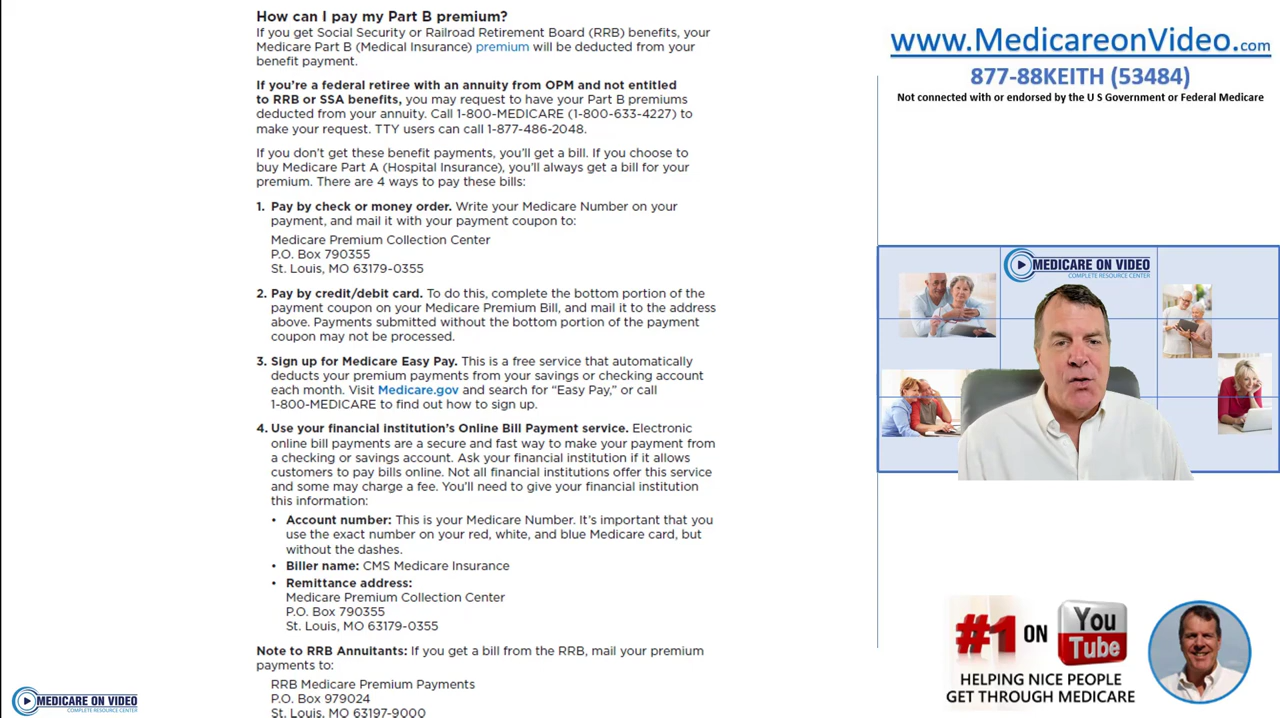 How can I pay my Part B premium?
If you get Social Security or Railroad Retirement Board (RRB) benefits, your
Medicare Part B (Medical Insurance) premium will be deducted from your
benefit payment.
If you're a federal retiree with an annuity from OPM and not entitled
to RRB or SSA benefits, you may request to have your Part B premiums
deducted from your annuity. Call 1-800-MEDICARE (1-800-633-4227) to
make your request. TTY users can call 1-877-486-2048.
If you don't get these benefit payments, you'll get a bill. If you choose to
buy Medicare Part A (Hospital Insurance), you'll always get a bill for your
premium. There are 4 ways to pay these bills:
1. Pay by check or money order. Write your Medicare Number on your
payment, and mail it with your payment coupon to:
Medicare Premium Collection Center
P.O. Box 790355
St. Louis, MO 63179-0355
2. Pay by credit/debit card. To do this, complete the bottom portion of the
payment coupon on your Medicare Premium Bill, and mail it to the address
above. Payments submitted without the bottom portion of the payment
coupon may not be processed.
3. Sign up for Medicare Easy Pay. This is a free service that automatically
deducts your premium payments from your savings or checking account
each month. Visit Medicare.gov and search for “Easy Pay,” or call
1-800-MEDICARE to find out how to sign up.
4. Use your financial institution's Online Bill Payment service. Electronic
online bill payments are a secure and fast way to make your payment from
a checking or savings account. Ask your financial institution if it allows
customers to pay bills online. Not all financial institutions offer this service
and some may charge a fee. You'll need to give your financial institution
this information:
• Account number: This is your Medicare Number. It's important that you
use the exact number on your red, white, and blue Medicare card, but
without the dashes.
• Biller name: CMS Medicare Insurance
• Remittance address:
Medicare Premium Collection Center
P.O. Box 790355
St. Louis, MO 63179-0355
Note to RRB Annuitants: If you get a bill from the RRB, mail your premium
payments to:
RRB Medicare Premium Payments
P.O. Box 979024
St. Louis, MO 63197-9000
MEDICARE ON VIDEO
COMPLETE RESOURCE CENTER
www.MedicareonVideo.com
877-88KEITH (53484)
Not connected with or endorsed by the U S Government or Federal Medicare
MEDICARE ON VIDEO
COMPLETE RESOURCE CENTER
#1 ON You Tube
HELPING NICE PEOPLE
GET THROUGH MEDICARE